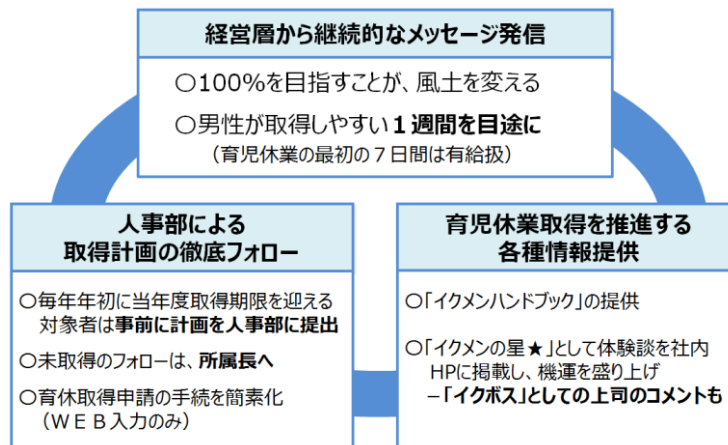 経営層から継続的なメッセージ発信
○100%を目指すことが、風土を変える
○男性が取得しやすい1週間を目途に
(育児休業の最初の7日間は有給扱)
人事部による
取得計画の徹底フォロー
○毎年年初に当年度取得期限を迎える
対象者は事前に計画を人事部に提出
○未取得のフォローは、所属長へ
○育休取得申請の手続を簡素化
(WEB入力のみ)
育児休業取得を推進する
各種情報提供
○「イクメンハンドブック」の提供
○「イクメンの星★」として体験談を社内
HPに掲載し、機運を盛り上げ
–「イクボス」としての上司のコメントも